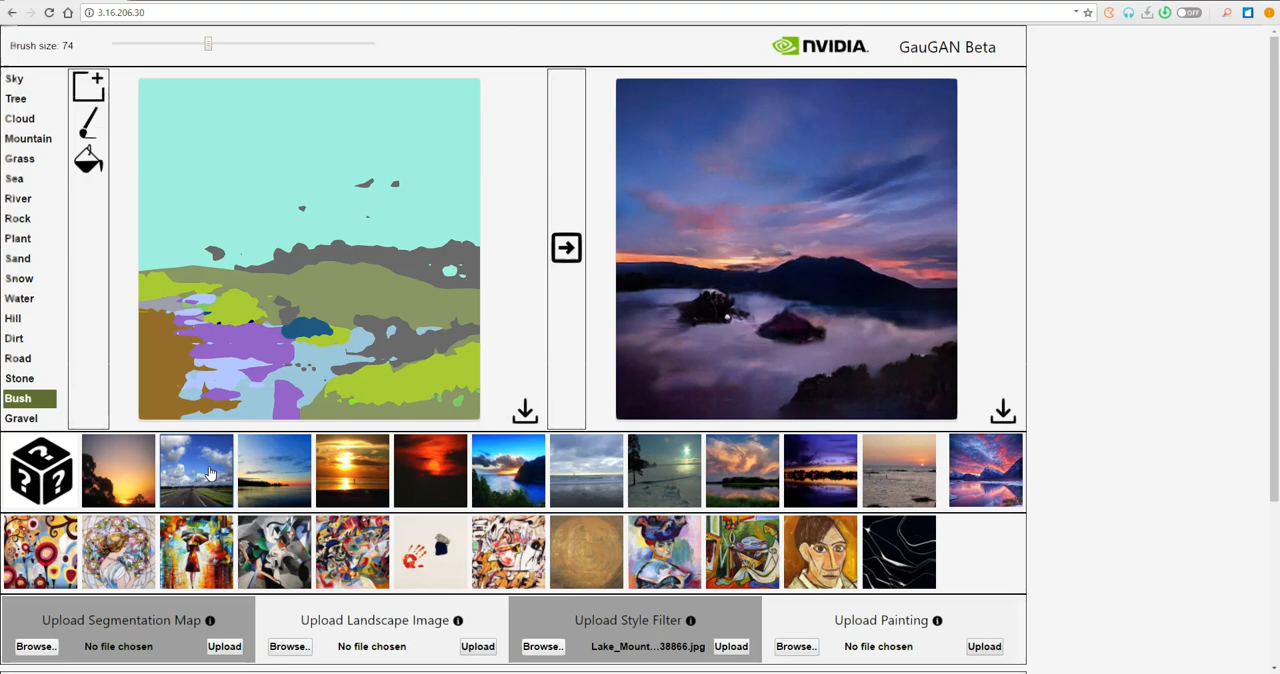 3.16.206.30
OFF
Brush size: 74
NVIDIA.
GauGAN Beta
Sky
Tree
Cloud
Mountain
Grass
Sea
River
Rock
Plant
Sand
Snow
Water
Hill
Dirt
Road
Stone
Bush
Gravel
? ? ?
Upload Segmentation Map
Upload Landscape Image
Upload Style Filter
Upload Painting
Browse.. No file chosen Upload
Browse.. No file chosen Upload
Browse.. Lake_Mount...38866.jpg Upload
Browse.. No file chosen Upload